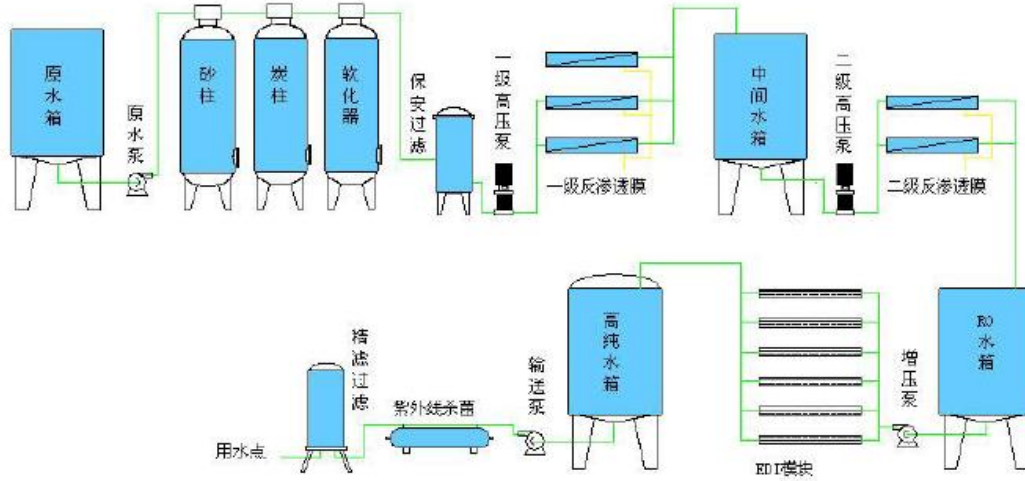 原水箱
原水泵
砂柱
炭柱
软化器
保安过滤
一级高压泵
一级反渗透膜
中间水箱
二级高压泵
二级反渗透膜
RO水箱
增压泵
EDI模块
高纯水箱
输送泵
紫外线杀菌
精滤过滤
用水点